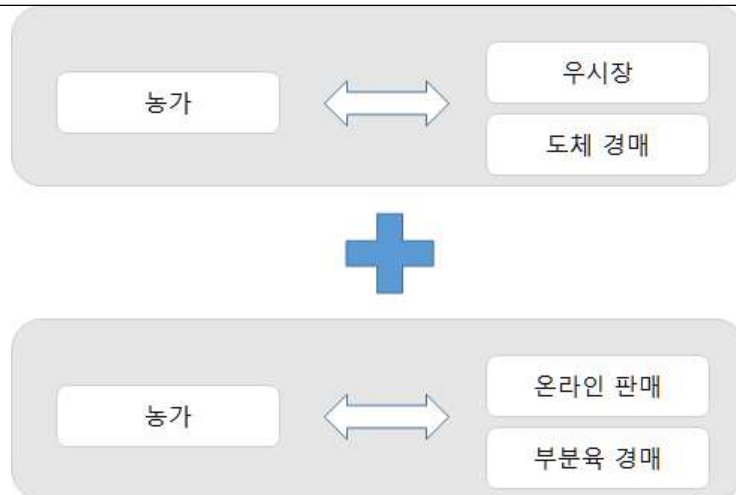 농가
우시장
도체 경매
농가
온라인 판매
부분육 경매